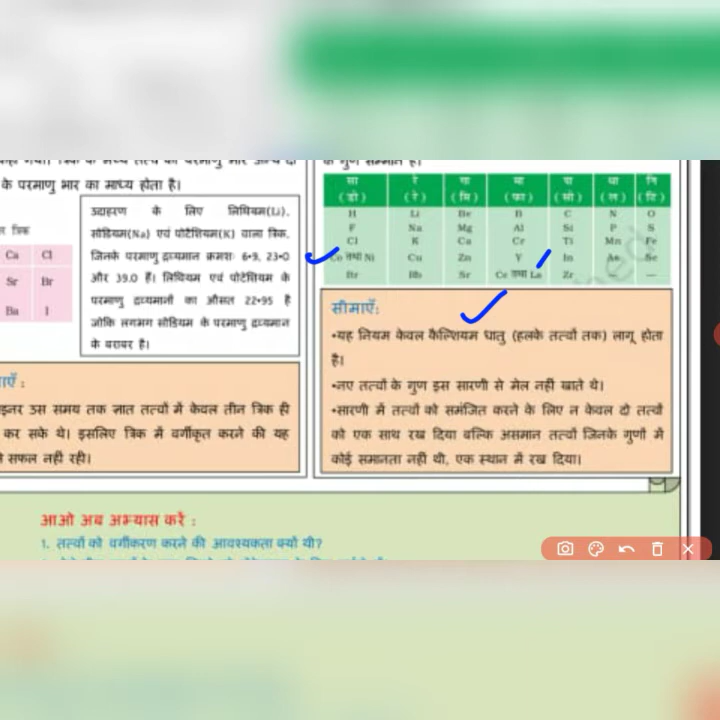 के परमाणु भार का माध्य होता है।
त्रिक
Ca Cl
Sr Br
Ba I
उदाहरण के लिए लिथियम(Li),
सोडियम(Na) एवं पोटैशियम(K) वाला त्रिक,
जिनके परमाणु द्रव्यमान क्रमशः 6•9, 23•0
और 39.0 हैं। लिथियम एवं पोटेशियम के
परमाणु द्रव्यमानों का औसत 22•95 है
जोकि लगभग सोडियम के परमाणु द्रव्यमान
के बराबर है।
कर सके थे। इसलिए त्रिक में वर्गीकृत करने की यह
सफल नहीं रही।
सा रे गा मा पा धा नि
(डो) (रे) (मि) (फा) (सो) (ल) (टि)
H Li Be B C N O
F Na Mg Al Si P S
Cl K Ca Cr Ti Mn Fe
Co तथा Ni Cu Zn Y In As Se
Br Rb Sr Ce तथा La Zr — —
सीमाएँ:
•यह नियम केवल कैल्शियम धातु (हलके तत्वों तक) लागू होता
है।
•नए तत्वों के गुण इस सारणी से मेल नहीं खाते थे।
•सारणी में तत्वों को समंजित करने के लिए न केवल दो तत्वों
को एक साथ रख दिया बल्कि असमान तत्वों जिनके गुणों में
कोई समानता नहीं थी, एक स्थान में रख दिया।
आओ अब अभ्यास करें :
1. तत्वों को वर्गीकरण करने की आवश्यकता क्यों थी?